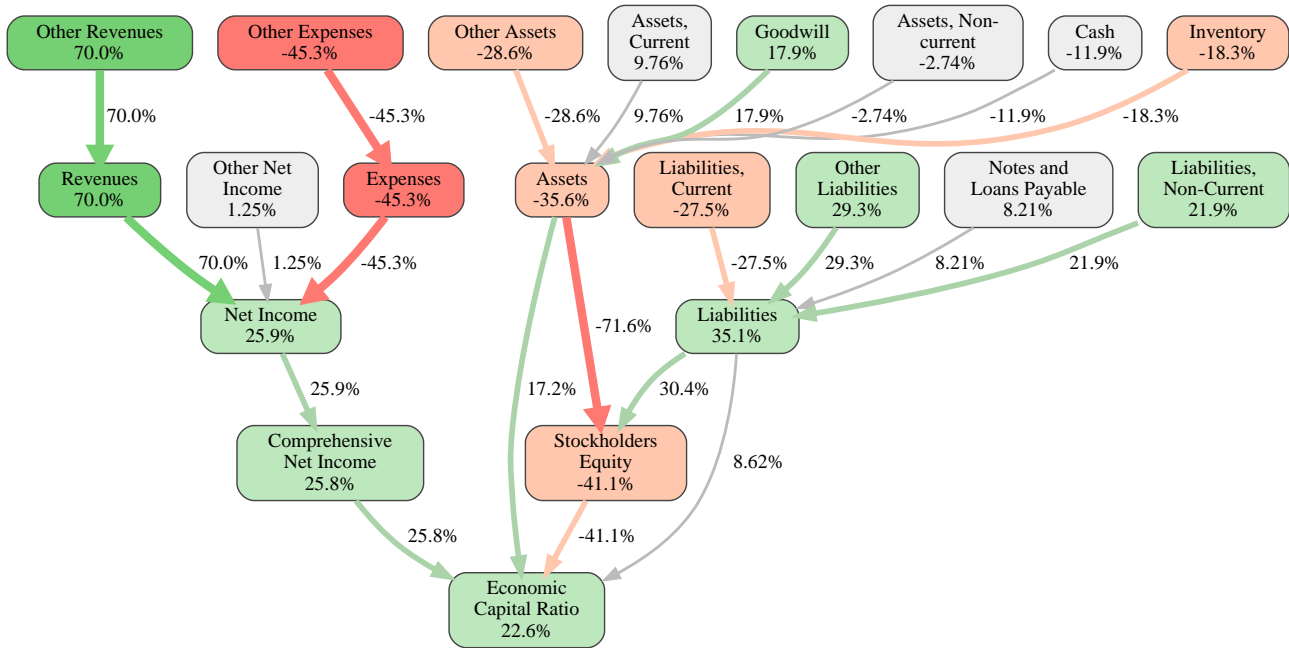 Other Revenues
70.0%
Other Expenses
-45.3%
Other Assets
-28.6%
Assets,
Current
9.76%
Goodwill
17.9%
Assets, Non-
current
-2.74%
Cash
-11.9%
Inventory
-18.3%
70.0%
-45.3%
-28.6%
9.76%
17.9%
-2.74%
-11.9%
-18.3%
Revenues
70.0%
Other Net
Income
1.25%
Expenses
-45.3%
Assets
-35.6%
Liabilities,
Current
-27.5%
Other
Liabilities
29.3%
Notes and
Loans Payable
8.21%
Liabilities,
Non-Current
21.9%
70.0%
1.25%
-45.3%
-27.5%
29.3%
8.21%
21.9%
Net Income
25.9%
-71.6%
Liabilities
35.1%
25.9%
17.2%
30.4%
Comprehensive
Net Income
25.8%
Stockholders
Equity
-41.1%
8.62%
25.8%
-41.1%
Economic
Capital Ratio
22.6%